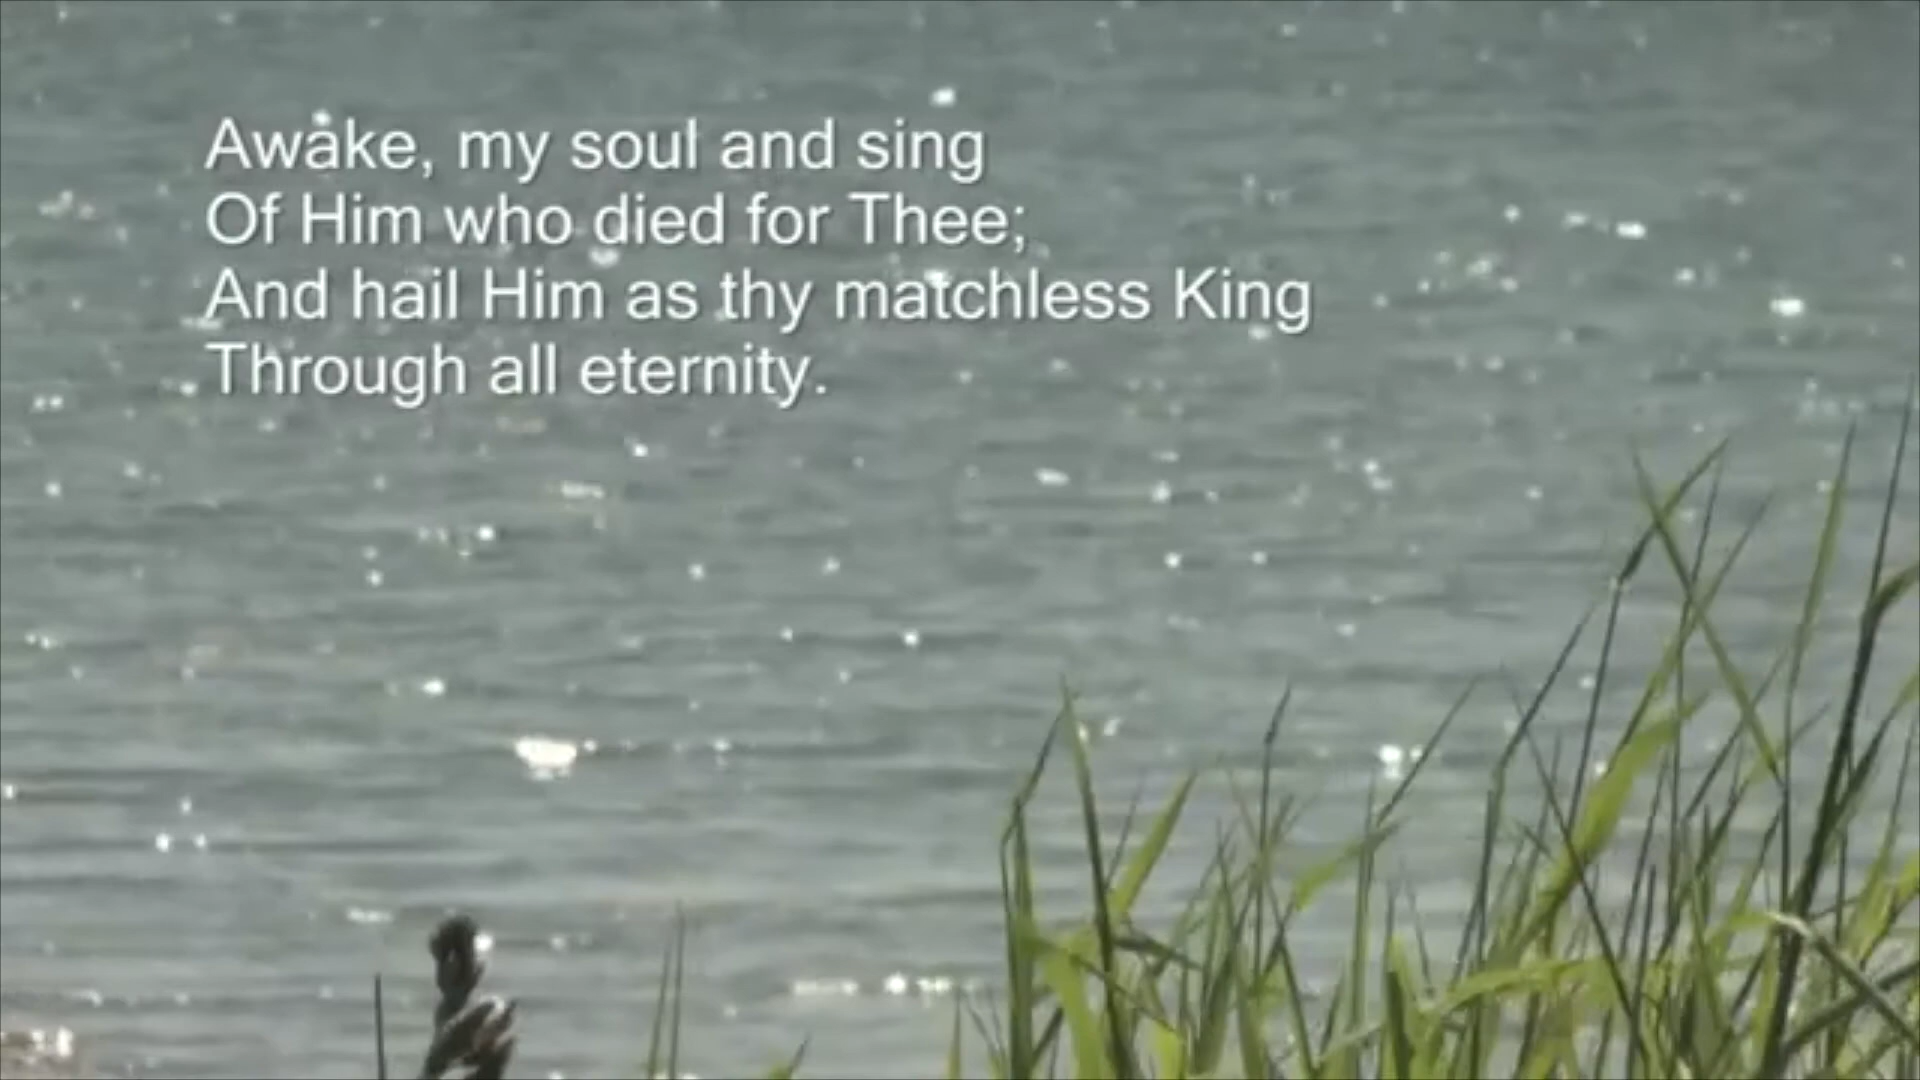 Awake, my soul and sing
Of Him who died for Thee;
And hail Him as thy matchless King
Through all eternity.